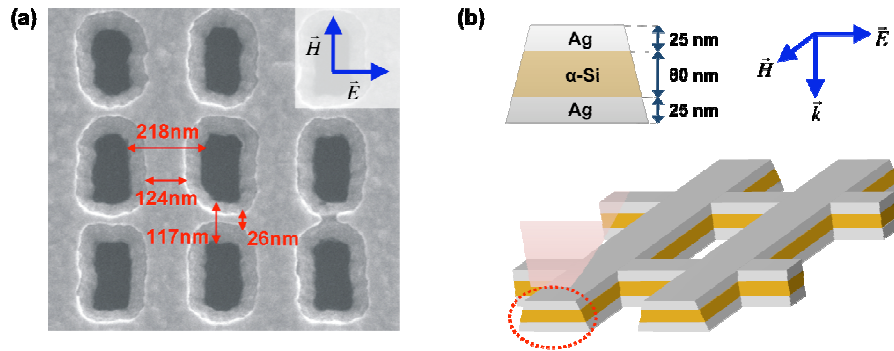 (a)
H
E
218nm
124nm
117nm
26nm
(b)
Ag
25 nm
α-Si
80 nm
Ag
25 nm
E
H
k